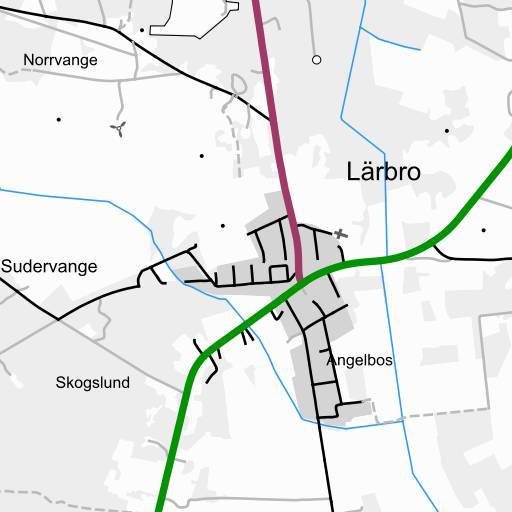 Norrvange
Lärbro
Sudervange
Angelbos
Skogslund